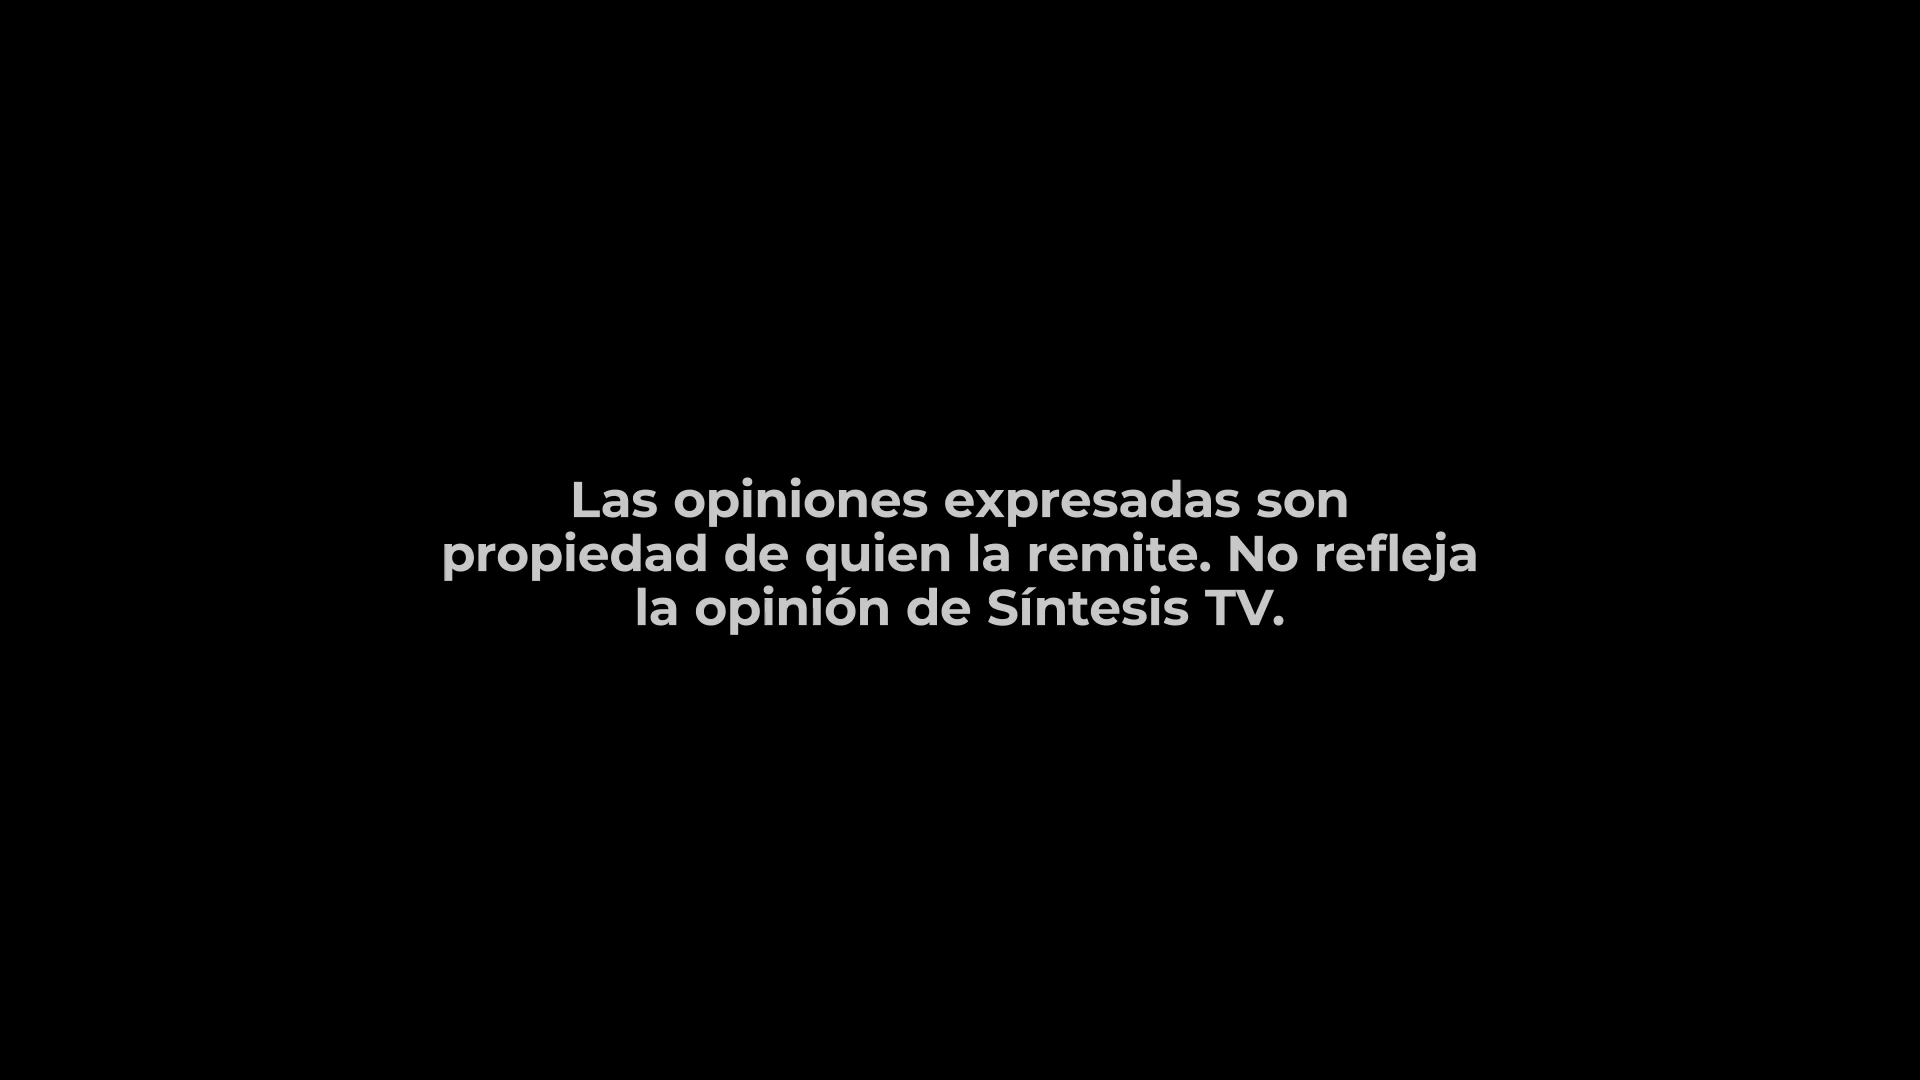 Las opiniones expresadas son
propiedad de quien la remite. No refleja
la opinión de Síntesis TV.